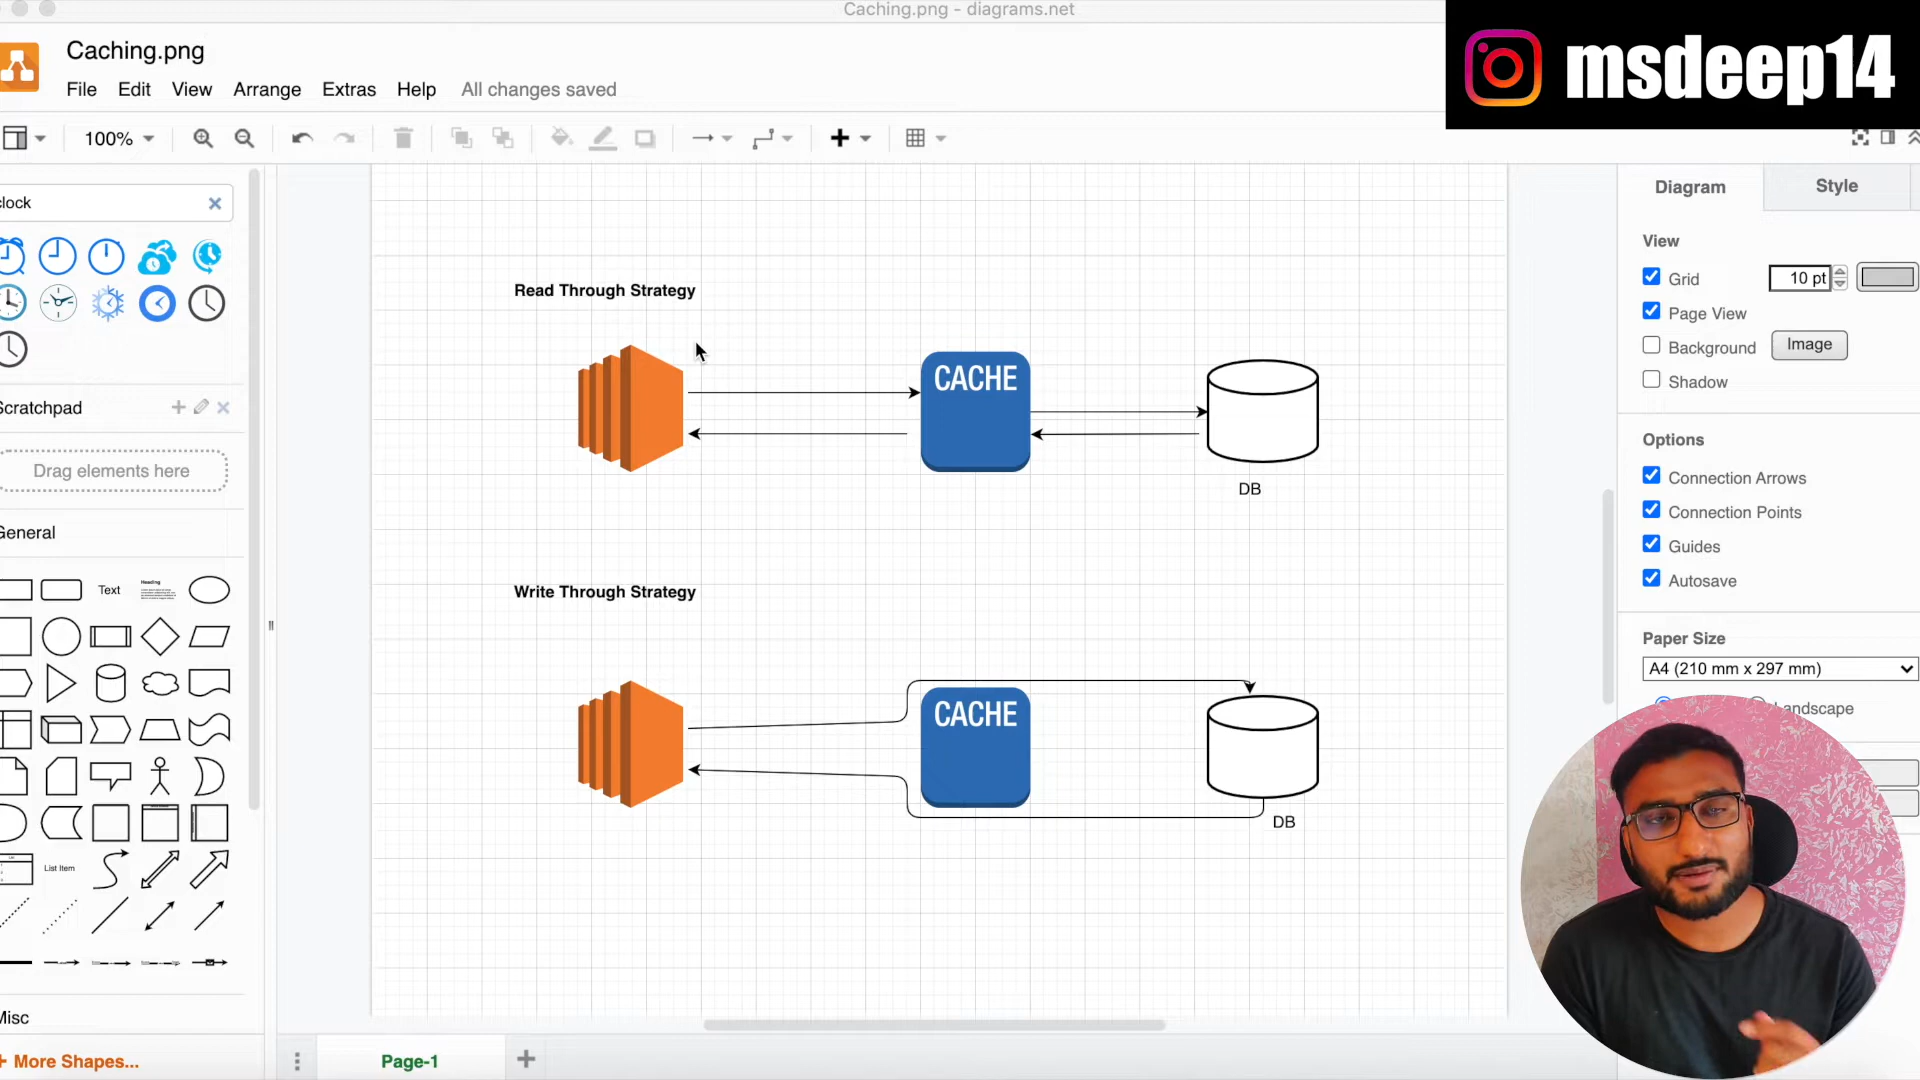 Caching.png - diagrams.net
msdeep14
Caching.png
File Edit View Arrange Extras Help All changes saved
100%
clock
Scratchpad
Drag elements here
General
Text
Heading
List Item
Misc
+ More Shapes...
Read Through Strategy
CACHE
DB
Write Through Strategy
CACHE
DB
Page-1
Diagram Style
View
Grid 10 pt
Page View
Background Image
Shadow
Options
Connection Arrows
Connection Points
Guides
Autosave
Paper Size
A4 (210 mm x 297 mm)
Landscape